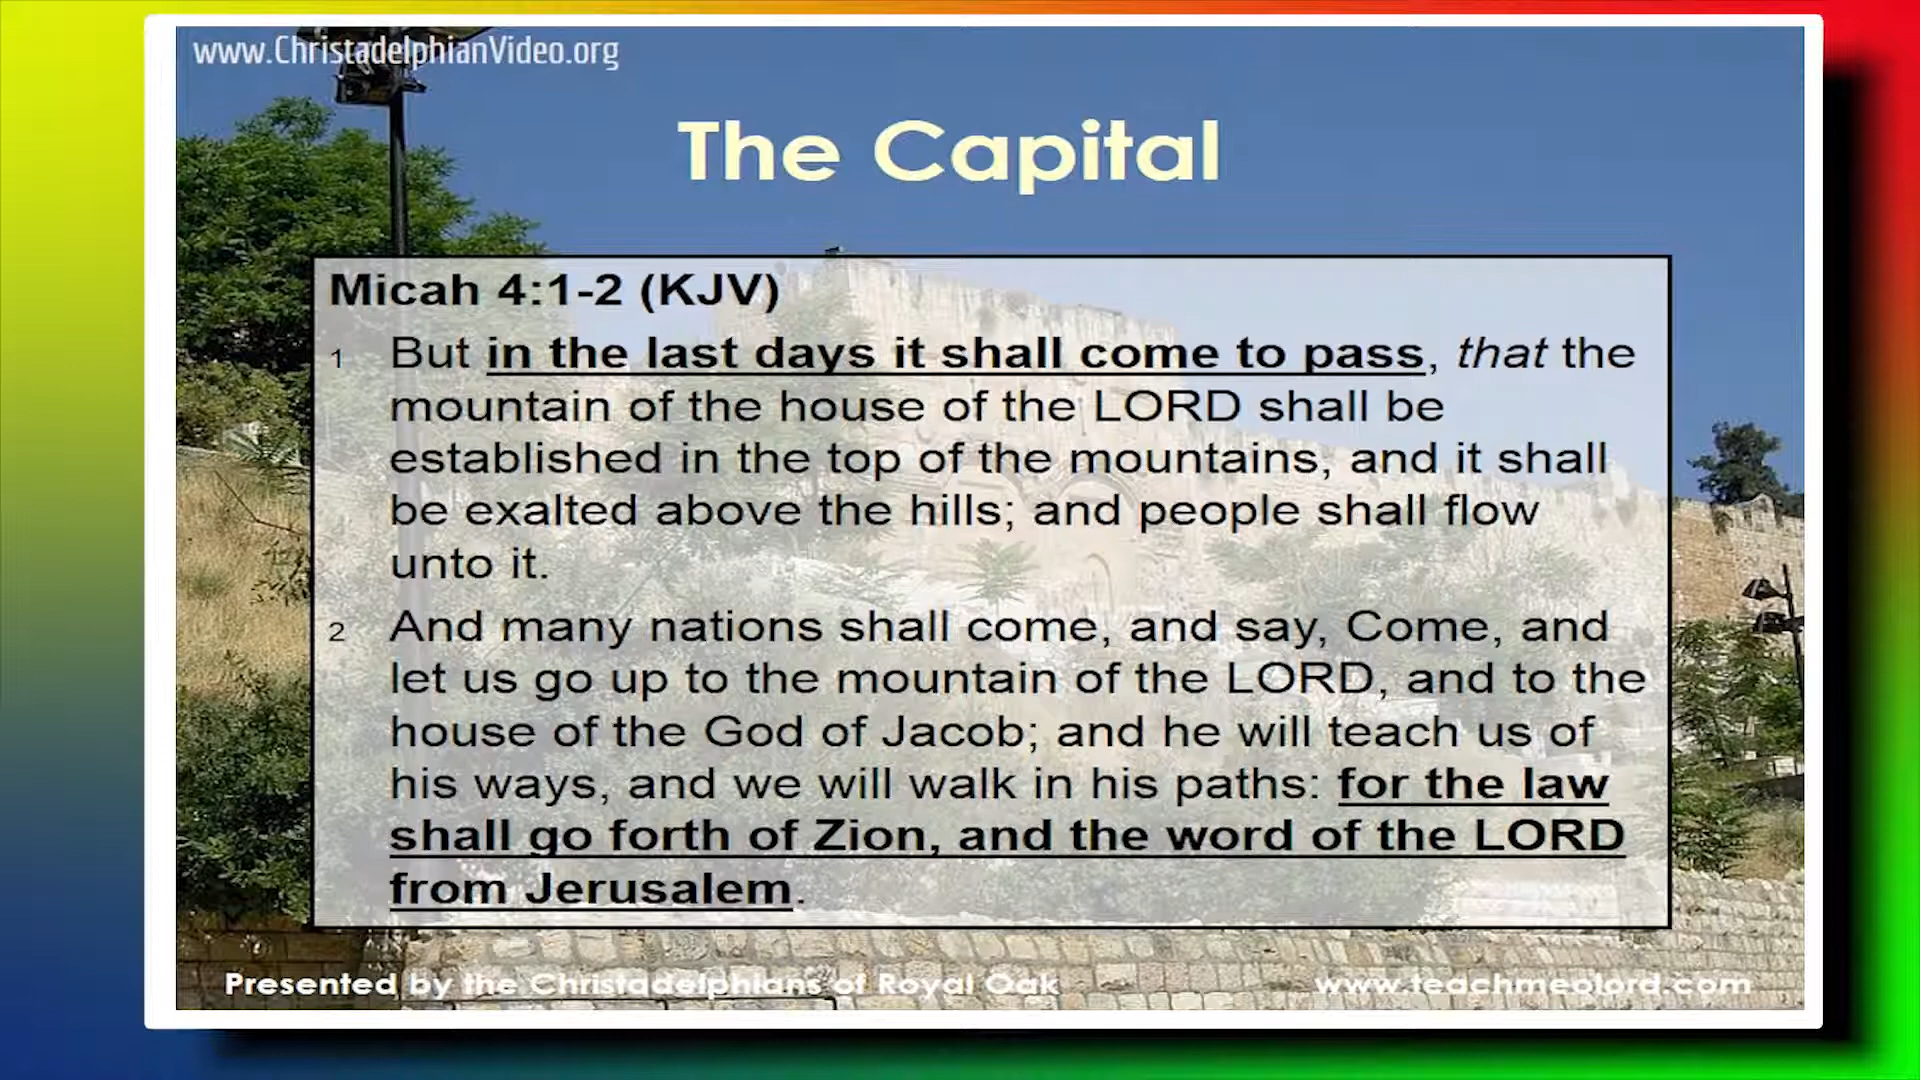 www.ChristadelphianVideo.org
The Capital
Micah 4:1-2 (KJV)
1 But in the last days it shall come to pass, that the
mountain of the house of the LORD shall be
established in the top of the mountains, and it shall
be exalted above the hills; and people shall flow
unto it.
2 And many nations shall come, and say, Come, and
let us go up to the mountain of the LORD, and to the
house of the God of Jacob; and he will teach us of
his ways, and we will walk in his paths: for the law
shall go forth of Zion, and the word of the LORD
from Jerusalem.
Presented by the Christadelphians of Royal Oak
www.teachmeolord.com